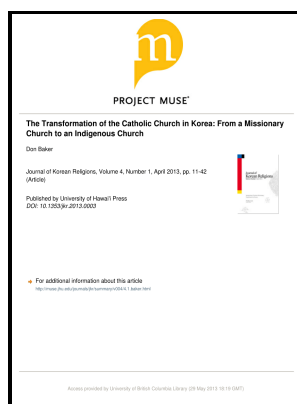 m
PROJECT MUSE®
The Transformation of the Catholic Church in Korea: From a Missionary
Church to an Indigenous Church
Don Baker
Journal of Korean Religions, Volume 4, Number 1, April 2013, pp. 11-42
(Article)
Published by University of Hawai'i Press
DOI: 10.1353/jkr.2013.0003
Korean Religions
For additional information about this article
http://muse.jhu.edu/journals/jkr/summary/v004/4.1.baker.html
Access provided by University of British Columbia Library (29 May 2013 18:19 GMT)